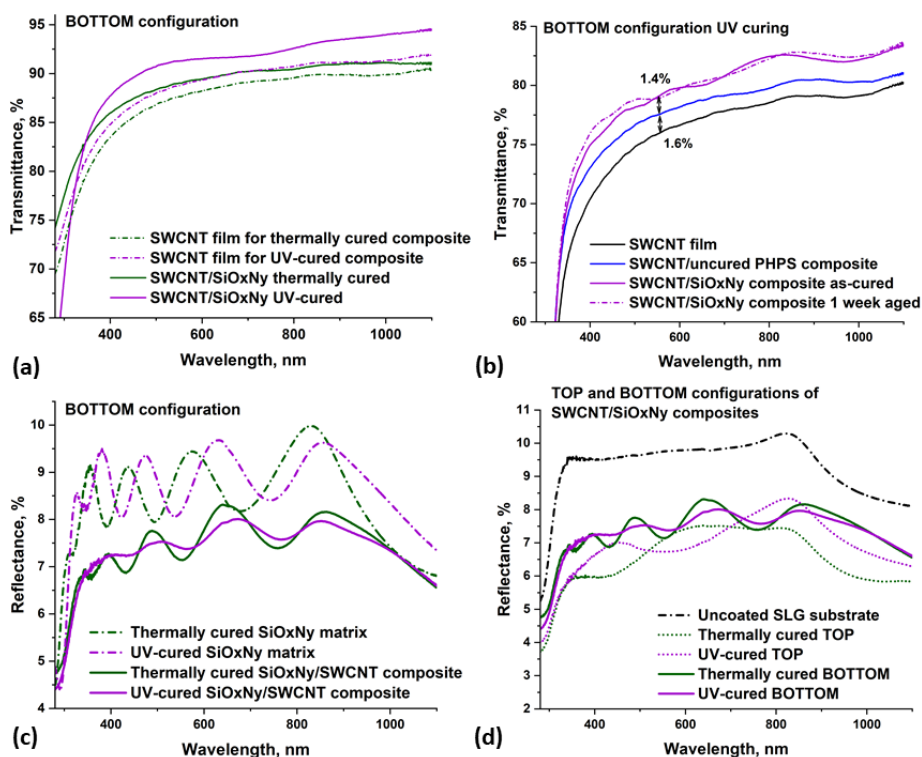 BOTTOM configuration
Transmittance, %
95
90
85
80
75
70
65
SWCNT film for thermally cured composite
SWCNT film for UV-cured composite
SWCNT/SiOxNy thermally cured
SWCNT/SiOxNy UV-cured
400 600 800 1000
(a)
Wavelength, nm
BOTTOM configuration UV curing
Transmittance, %
85
80
75
70
65
60
1.4%
1.6%
SWCNT film
SWCNT/uncured PHPS composite
SWCNT/SiOxNy composite as-cured
SWCNT/SiOxNy composite 1 week aged
400 600 800 1000
(b)
Wavelength, nm
BOTTOM configuration
Reflectance, %
10
9
8
7
6
5
4
Thermally cured SiOxNy matrix
UV-cured SiOxNy matrix
Thermally cured SiOxNy/SWCNT composite
UV-cured SiOxNy/SWCNT composite
400 600 800 1000
(c)
Wavelength, nm
TOP and BOTTOM configurations of
SWCNT/SiOxNy composites
Reflectance, %
11
10
9
8
7
6
5
4
3
2
Uncoated SLG substrate
Thermally cured TOP
UV-cured TOP
Thermally cured BOTTOM
UV-cured BOTTOM
400 600 800 1000
(d)
Wavelength, nm